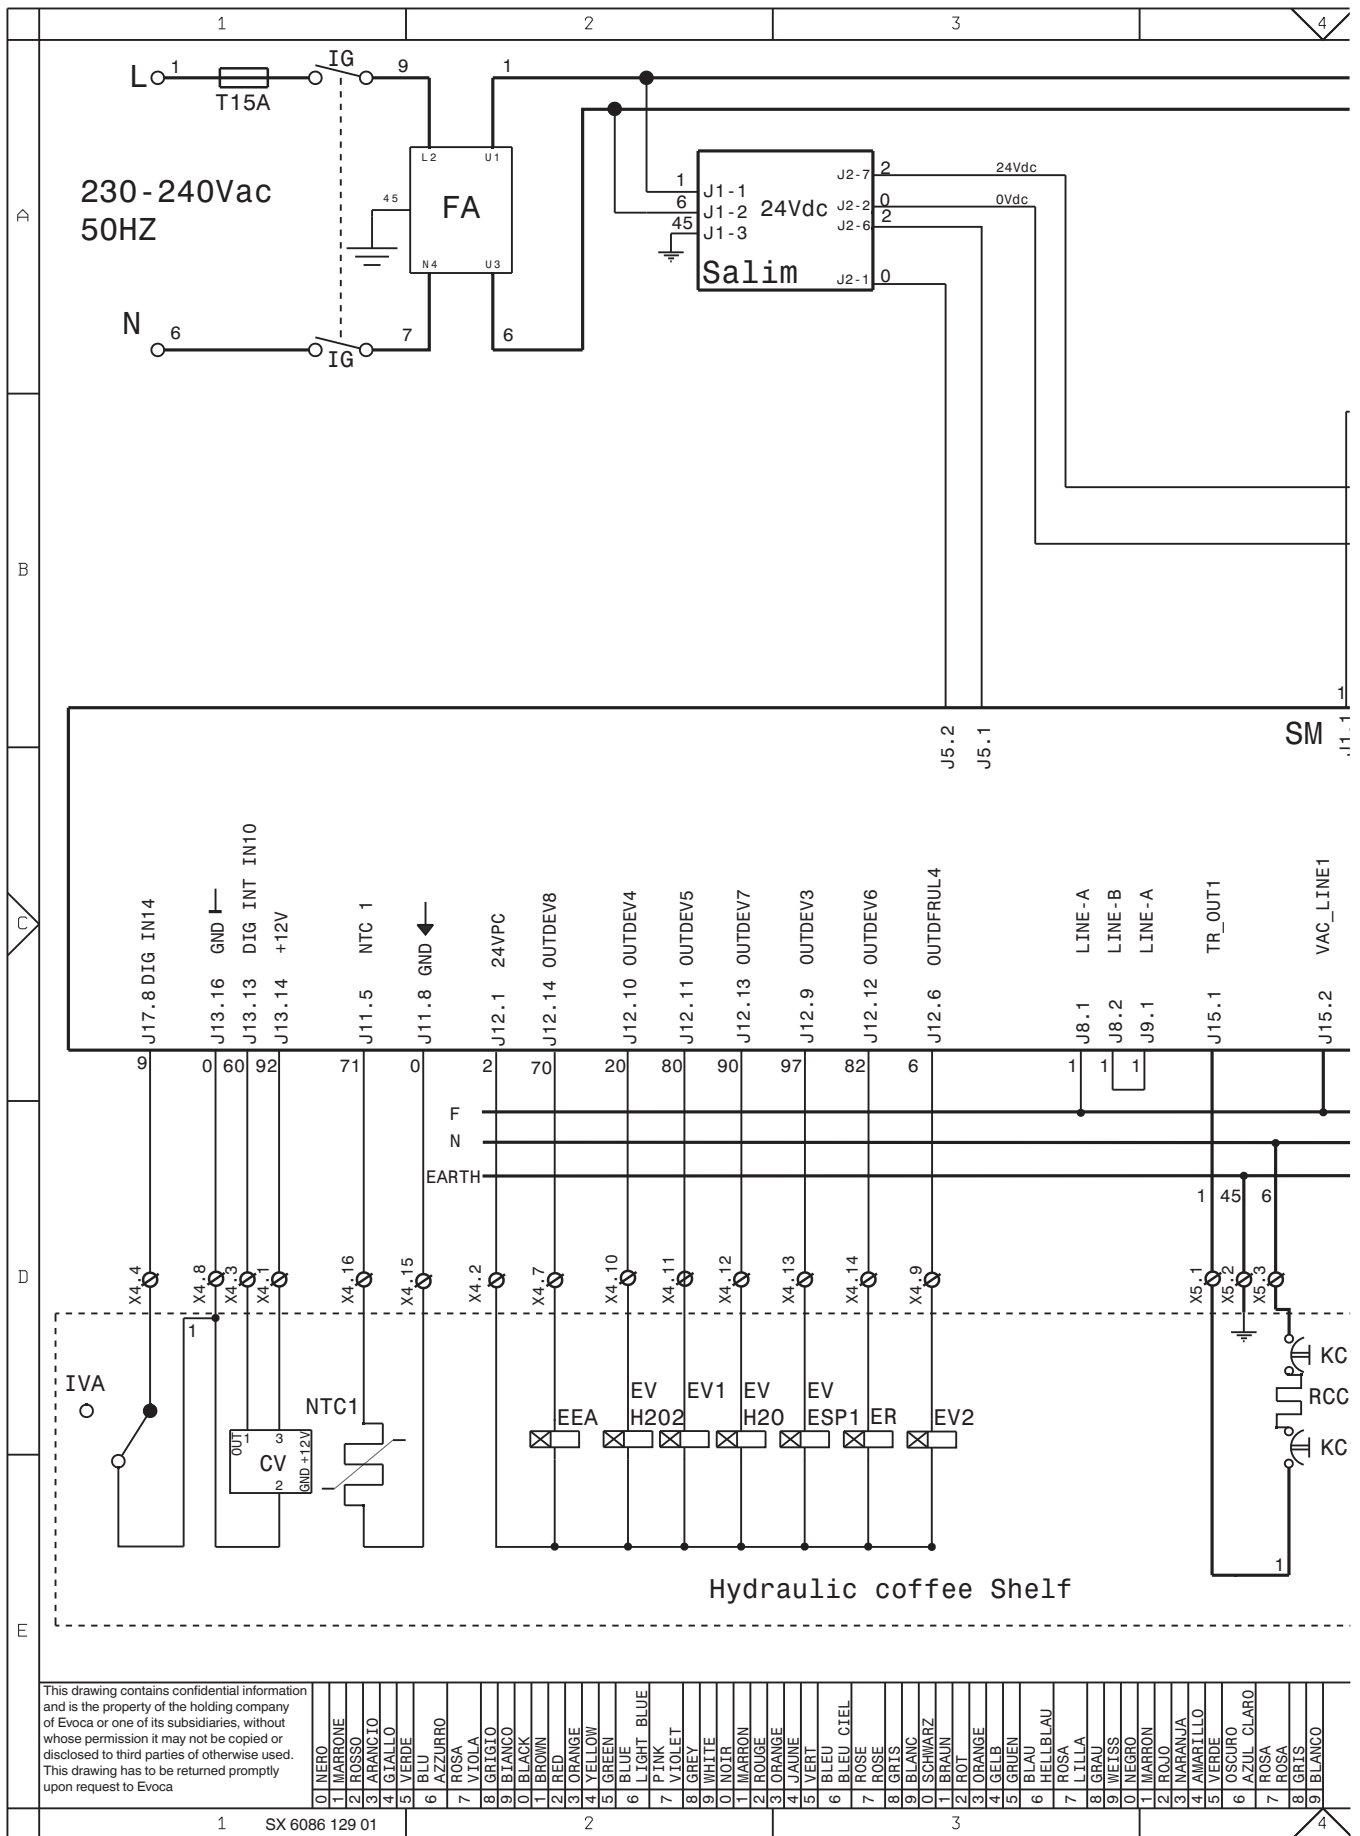 1 2 3 4
L 1 T15A IG 9 1
230-240Vac
50HZ
N 6 IG 7 6
L2 U1
45 FA
N4 U3
1 J1-1
6 J1-2
45 J1-3
24Vdc
Salim
J2-7 2 24Vdc
J2-2 0 0Vdc
J2-6 2
J2-1 0
A
B
C
D
E
J5.2
J5.1
SM
1
J1.1
J17.8 DIG IN14
J13.16 GND
J13.13 DIG INT IN10
J13.14 +12V
J11.5 NTC 1
J11.8 GND
J12.1 24VPC
J12.14 OUTDEV8
J12.10 OUTDEV4
J12.11 OUTDEV5
J12.13 OUTDEV7
J12.9 OUTDEV3
J12.12 OUTDEV6
J12.6 OUTDFRUL4
J8.1 LINE-A
J8.2 LINE-B
J9.1 LINE-A
J15.1 TR_OUT1
J15.2 VAC_LINE1
9 0 60 92 71 0 2 70 20 80 90 97 82 6 1 1 1
F
N
EARTH
1 45 6
X4.4 X4.8 X4.3 X4.1 X4.16 X4.15 X4.2 X4.7 X4.10 X4.11 X4.12 X4.13 X4.14 X4.9 X5.1 X5.2 X5.3
1
IVA
OUT 1 3 GND +12V
CV
2
NTC1
EEA
EV H202
EV1
EV H20
EV ESP1
ER
EV2
KC
RCC
KC
1
Hydraulic coffee Shelf
This drawing contains confidential information
and is the property of the holding company
of Evoca or one of its subsidiaries, without
whose permission it may not be copied or
disclosed to third parties of otherwise used.
This drawing has to be returned promptly
upon request to Evoca
0 NERO
1 MARRONE
2 ROSSO
3 ARANCIO
4 GIALLO
5 VERDE
6 BLU AZZURRO
7 ROSA VIOLA
8 GRIGIO
9 BIANCO
0 BLACK
1 BROWN
2 RED
3 ORANGE
4 YELLOW
5 GREEN
6 BLUE LIGHT BLUE
7 PINK VIOLET
8 GREY
9 WHITE
0 NOIR
1 MARRON
2 ROUGE
3 ORANGE
4 JAUNE
5 VERT
6 BLEU BLEU CIEL
7 ROSE ROSE
8 GRIS
9 BLANC
0 SCHWARZ
1 BRAUN
2 ROT
3 ORANGE
4 GELB
5 GRUEN
6 BLAU HELLBLAU
7 ROSA LILLA
8 GRAU
9 WEISS
0 NEGRO
1 MARRON
2 ROJO
3 NARANJA
4 AMARILLO
5 VERDE
6 OSCURO AZUL CLARO
7 ROSA ROSA
8 GRIS
9 BLANCO
1 SX 6086 129 01 2 3 4